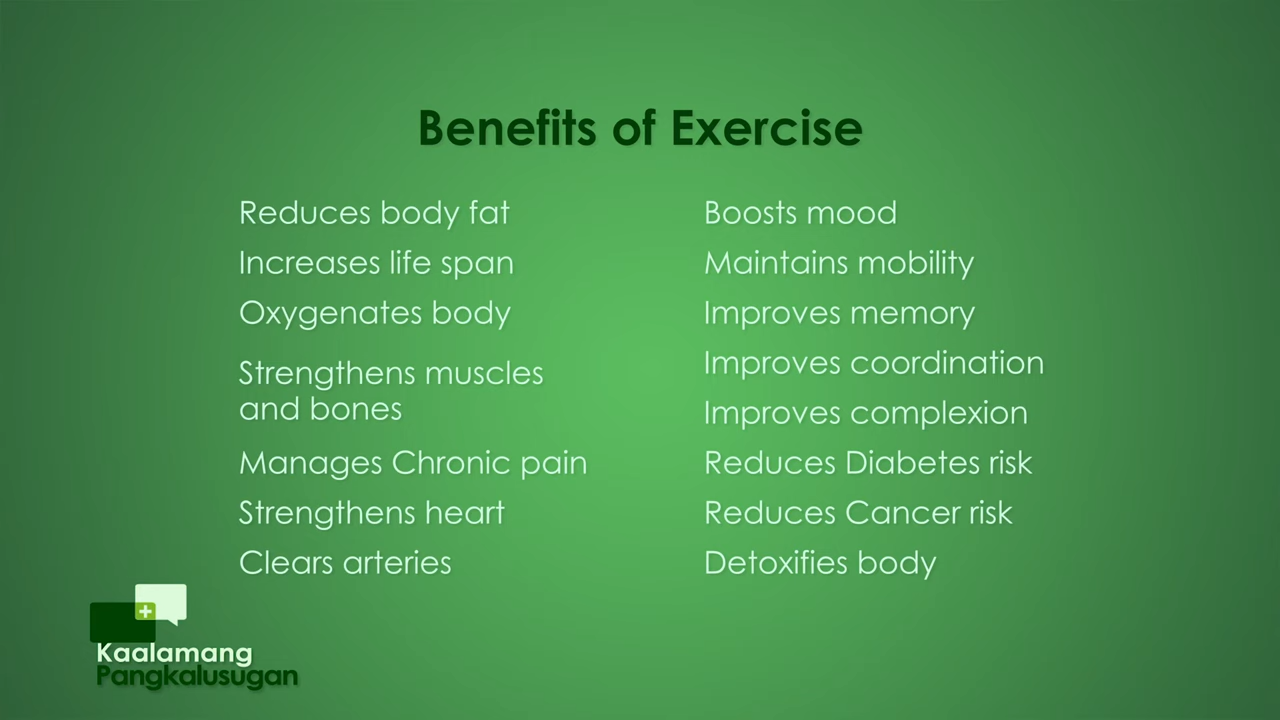 Benefits of Exercise
Reduces body fat
Increases life span
Oxygenates body
Strengthens muscles
and bones
Manages Chronic pain
Strengthens heart
Clears arteries
Boosts mood
Maintains mobility
Improves memory
Improves coordination
Improves complexion
Reduces Diabetes risk
Reduces Cancer risk
Detoxifies body
Kaalamang
Pangkalusugan